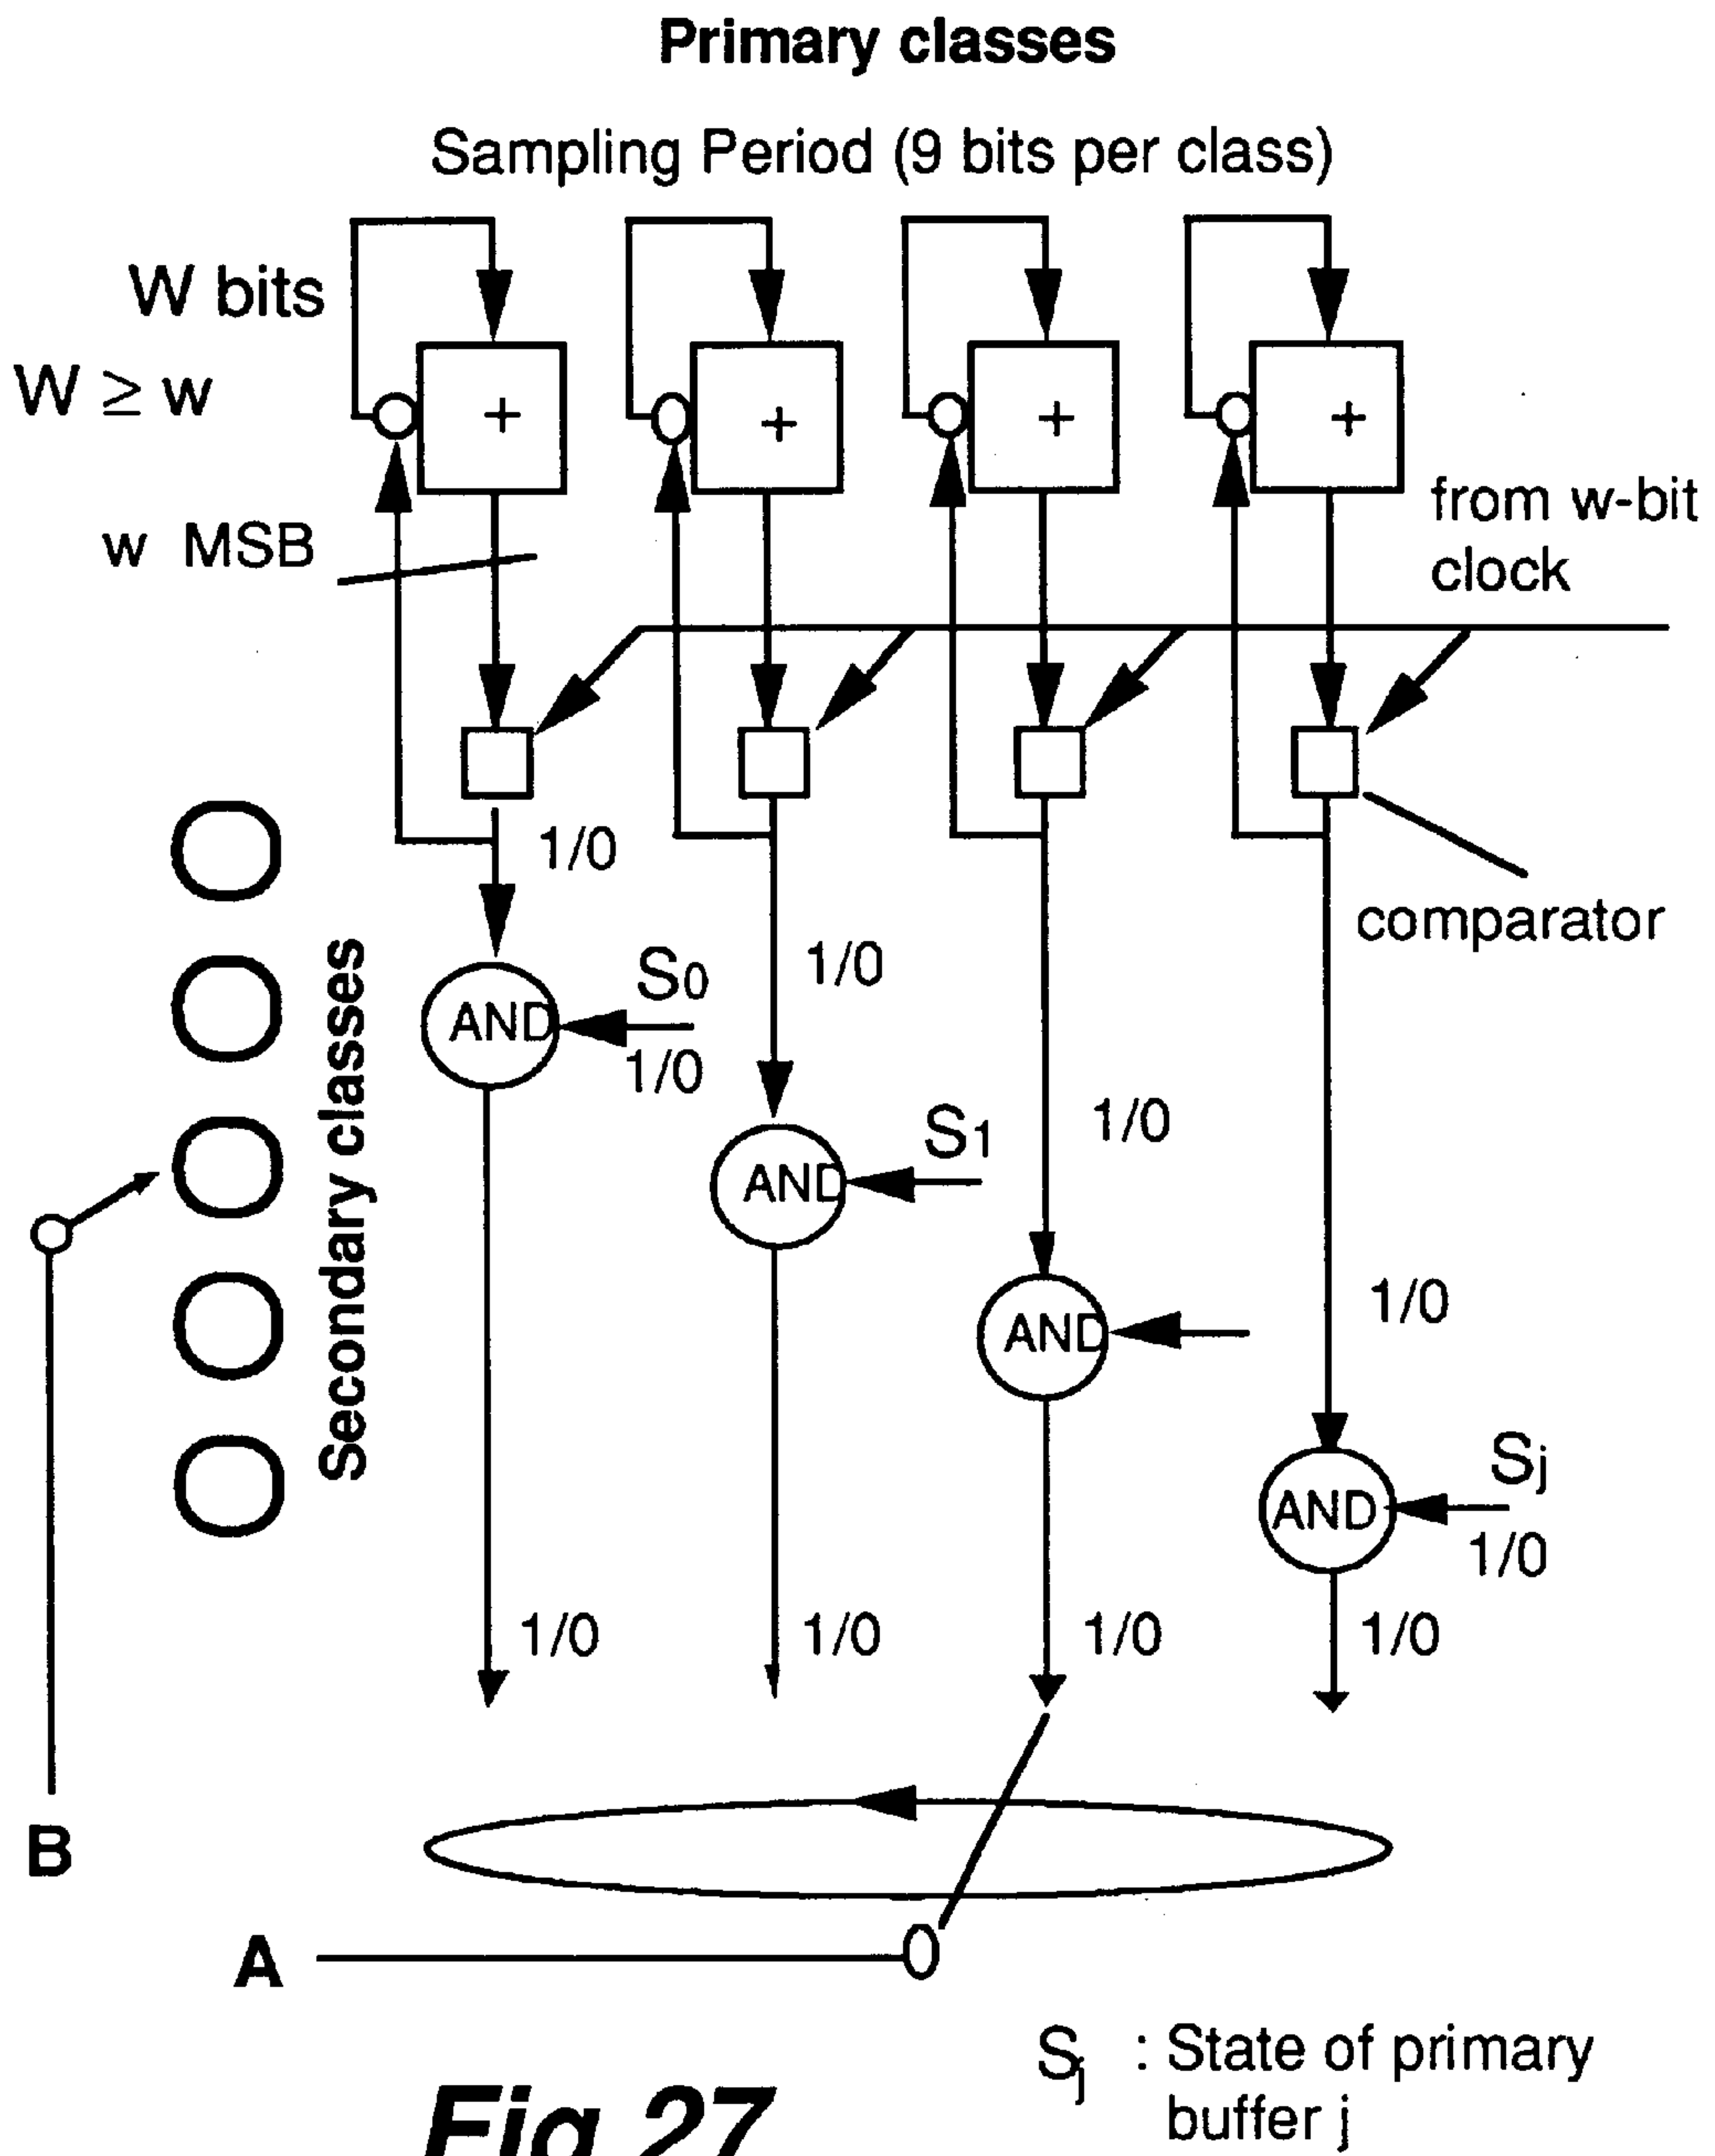 Primary classes
Sampling Period (9 bits per class)
W bits
W ≥ w
+
+
+
+
from w-bit
clock
w MSB
1/0
comparator
1/0
S0
AND
1/0
1/0
S1
AND
Secondary classes
1/0
AND
Sj
AND
1/0
1/0
1/0
1/0
1/0
B
A
Sj : State of primary
buffer j
Fig 27